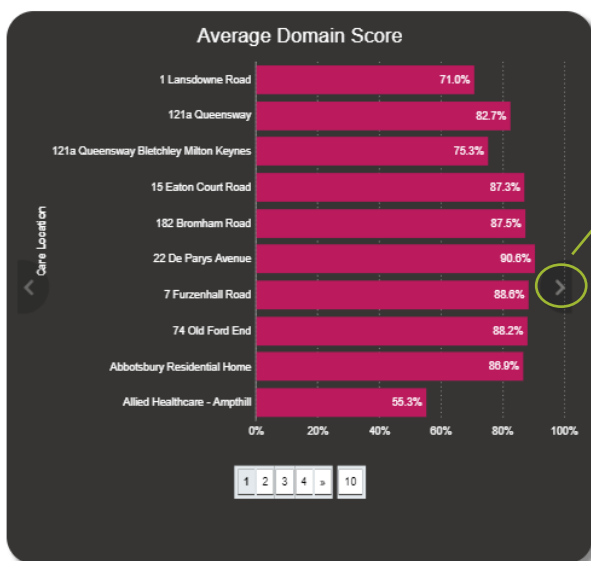 Average Domain Score
Care Location
1 Lansdowne Road 71.0%
121a Queensway 82.7%
121a Queensway Bletchley Milton Keynes 75.3%
15 Eaton Court Road 87.3%
182 Bromham Road 87.5%
22 De Parys Avenue 90.6%
7 Furzenhall Road 88.6%
74 Old Ford End 88.2%
Abbotsbury Residential Home 86.9%
Allied Healthcare - Ampthill 55.3%
0% 20% 40% 60% 80% 100%
1 2 3 4 » 10